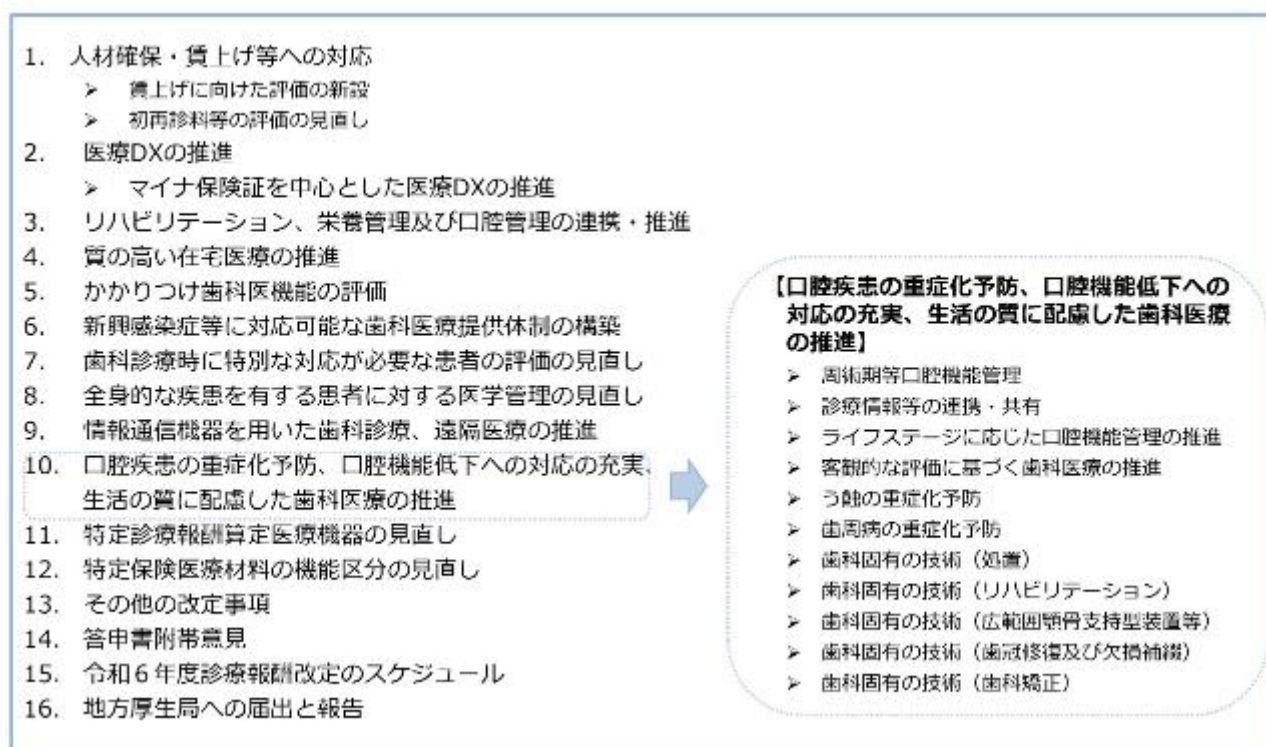 1. 人材確保・賃上げ等への対応
➢ 賃上げに向けた評価の新設
➢ 初再診料等の評価の見直し
2. 医療DXの推進
➢ マイナ保険証を中心とした医療DXの推進
3. リハビリテーション、栄養管理及び口腔管理の連携・推進
4. 質の高い在宅医療の推進
5. かかりつけ歯科医機能の評価
6. 新興感染症等に対応可能な歯科医療提供体制の構築
7. 歯科診療時に特別な対応が必要な患者の評価の見直し
8. 全身的な疾患を有する患者に対する医学管理の見直し
9. 情報通信機器を用いた歯科診療、遠隔医療の推進
10. 口腔疾患の重症化予防、口腔機能低下への対応の充実、
生活の質に配慮した歯科医療の推進
11. 特定診療報酬算定医療機器の見直し
12. 特定保険医療材料の機能区分の見直し
13. その他の改定事項
14. 答申書附帯意見
15. 令和6年度診療報酬改定のスケジュール
16. 地方厚生局への届出と報告
【口腔疾患の重症化予防、口腔機能低下への
対応の充実、生活の質に配慮した歯科医療
の推進】
➢ 周術期等口腔機能管理
➢ 診療情報等の連携・共有
➢ ライフステージに応じた口腔機能管理の推進
➢ 客観的な評価に基づく歯科医療の推進
➢ う蝕の重症化予防
➢ 歯周病の重症化予防
➢ 歯科固有の技術（処置）
➢ 歯科固有の技術（リハビリテーション）
➢ 歯科固有の技術（広範囲顎骨支持型装置等）
➢ 歯科固有の技術（歯冠修復及び欠損補綴）
➢ 歯科固有の技術（歯科矯正）